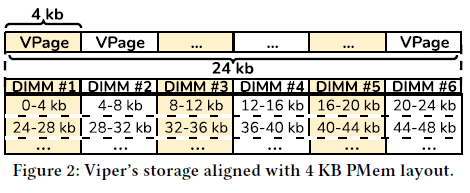 4 kb
VPage VPage ... ... ... VPage
24 kb
DIMM #1 DIMM #2 DIMM #3 DIMM #4 DIMM #5 DIMM #6
0-4 kb 4-8 kb 8-12 kb 12-16 kb 16-20 kb 20-24 kb
24-28 kb 28-32 kb 32-36 kb 36-40 kb 40-44 kb 44-48 kb
... ... ... ... ... ...
Figure 2: Viper's storage aligned with 4 KB PMem layout.